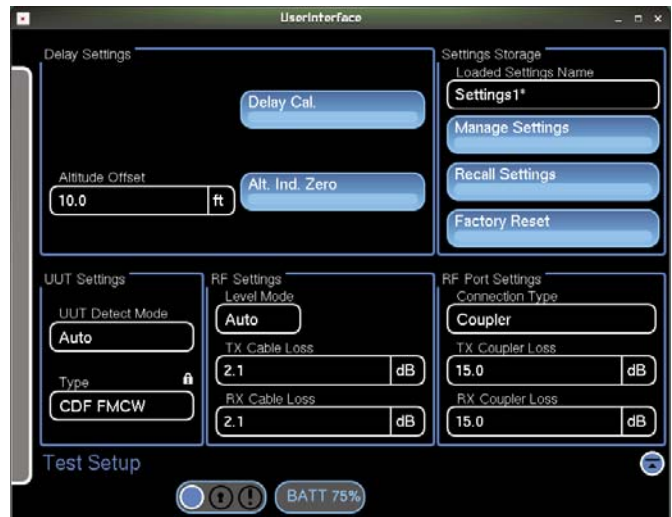 UserInterface
Delay Settings
Delay Cal.
Altitude Offset
10.0 ft
Alt. Ind. Zero
Settings Storage
Loaded Settings Name
Settings1*
Manage Settings
Recall Settings
Factory Reset
UUT Settings
UUT Detect Mode
Auto
Type
CDF FMCW
RF Settings
Level Mode
Auto
TX Cable Loss
2.1 dB
RX Cable Loss
2.1 dB
RF Port Settings
Connection Type
Coupler
TX Coupler Loss
15.0 dB
RX Coupler Loss
15.0 dB
Test Setup
BATT 75%